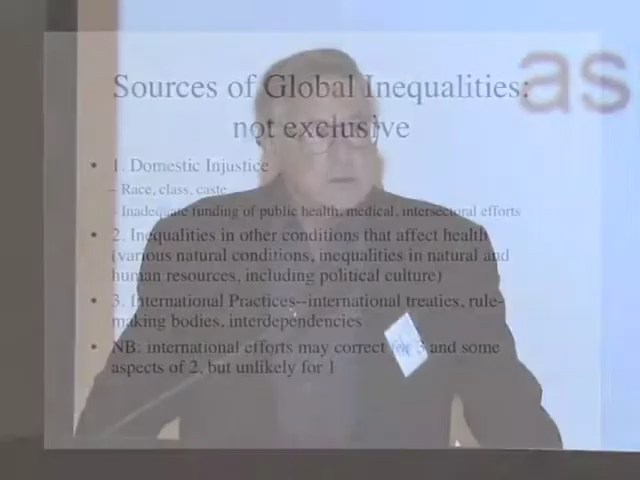 as
Sources of Global Inequalities:
not exclusive
• 1. Domestic Injustice
– Race, class, caste
– Inadequate funding of public health, medical, intersectoral efforts
• 2. Inequalities in other conditions that affect health
(various natural conditions, inequalities in natural and
human resources, including political culture)
• 3. International Practices--international treaties, rule-
making bodies, interdependencies
• NB: international efforts may correct for 3 and some
aspects of 2, but unlikely for 1